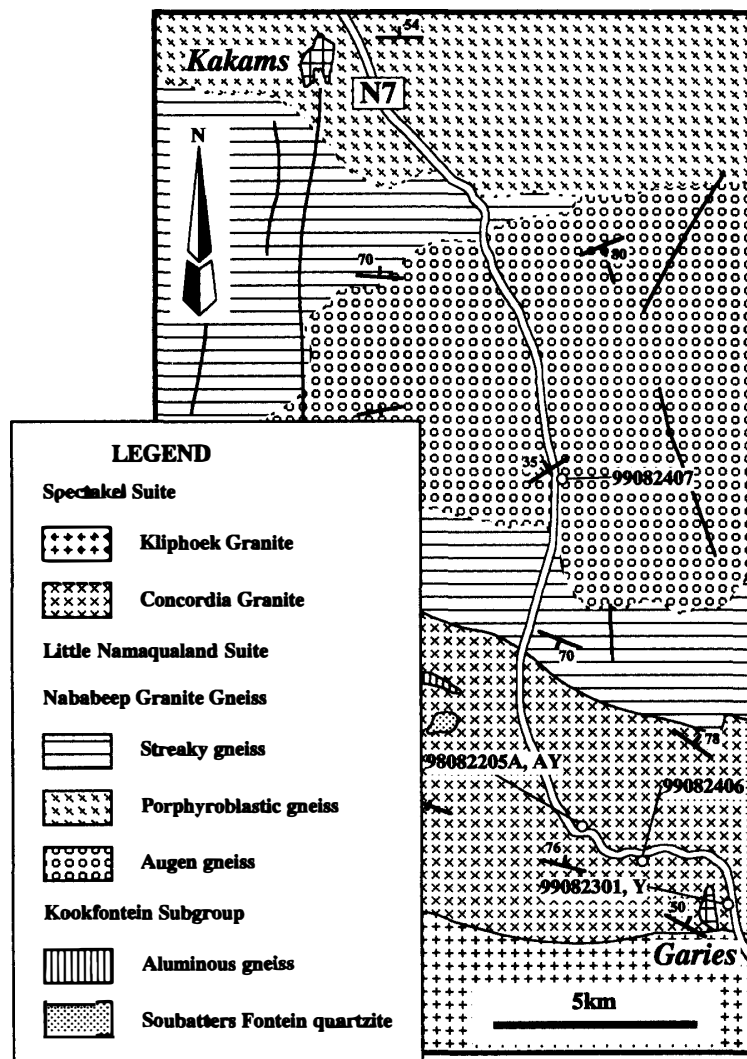 54
Kakams
N7
N
70
80
LEGEND
Spectakel Suite
35
99082407
Kliphoek Granite
Concordia Granite
Little Namaqualand Suite
70
Nababeep Granite Gneiss
78
Streaky gneiss
98082205A, AY
99082406
Porphyroblastic gneiss
76
Augen gneiss
99082301, Y
50
Kookfontein Subgroup
Garies
Aluminous gneiss
5km
Soubatters Fontein quartzite